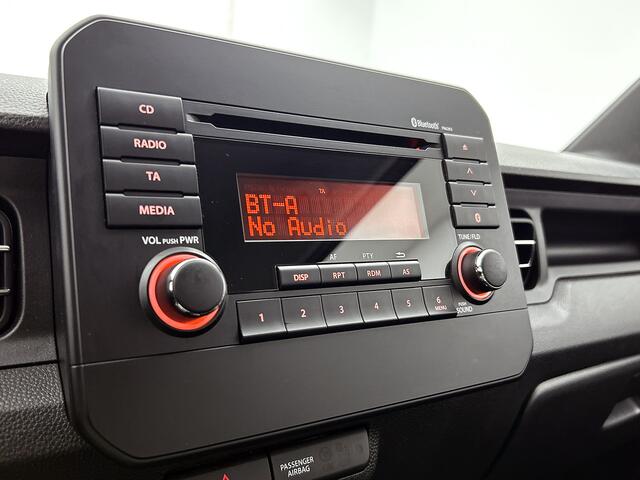 CD
Bluetooth
RADIO
TA
MEDIA
TA
BT-A
No Audio
VOL PUSH PWR
TUNE/FLD
AF PTY
DISP RPT RDM AS
1 2 3 4 5 6
MENU
PUSH
SOUND
PASSENGER
AIRBAG